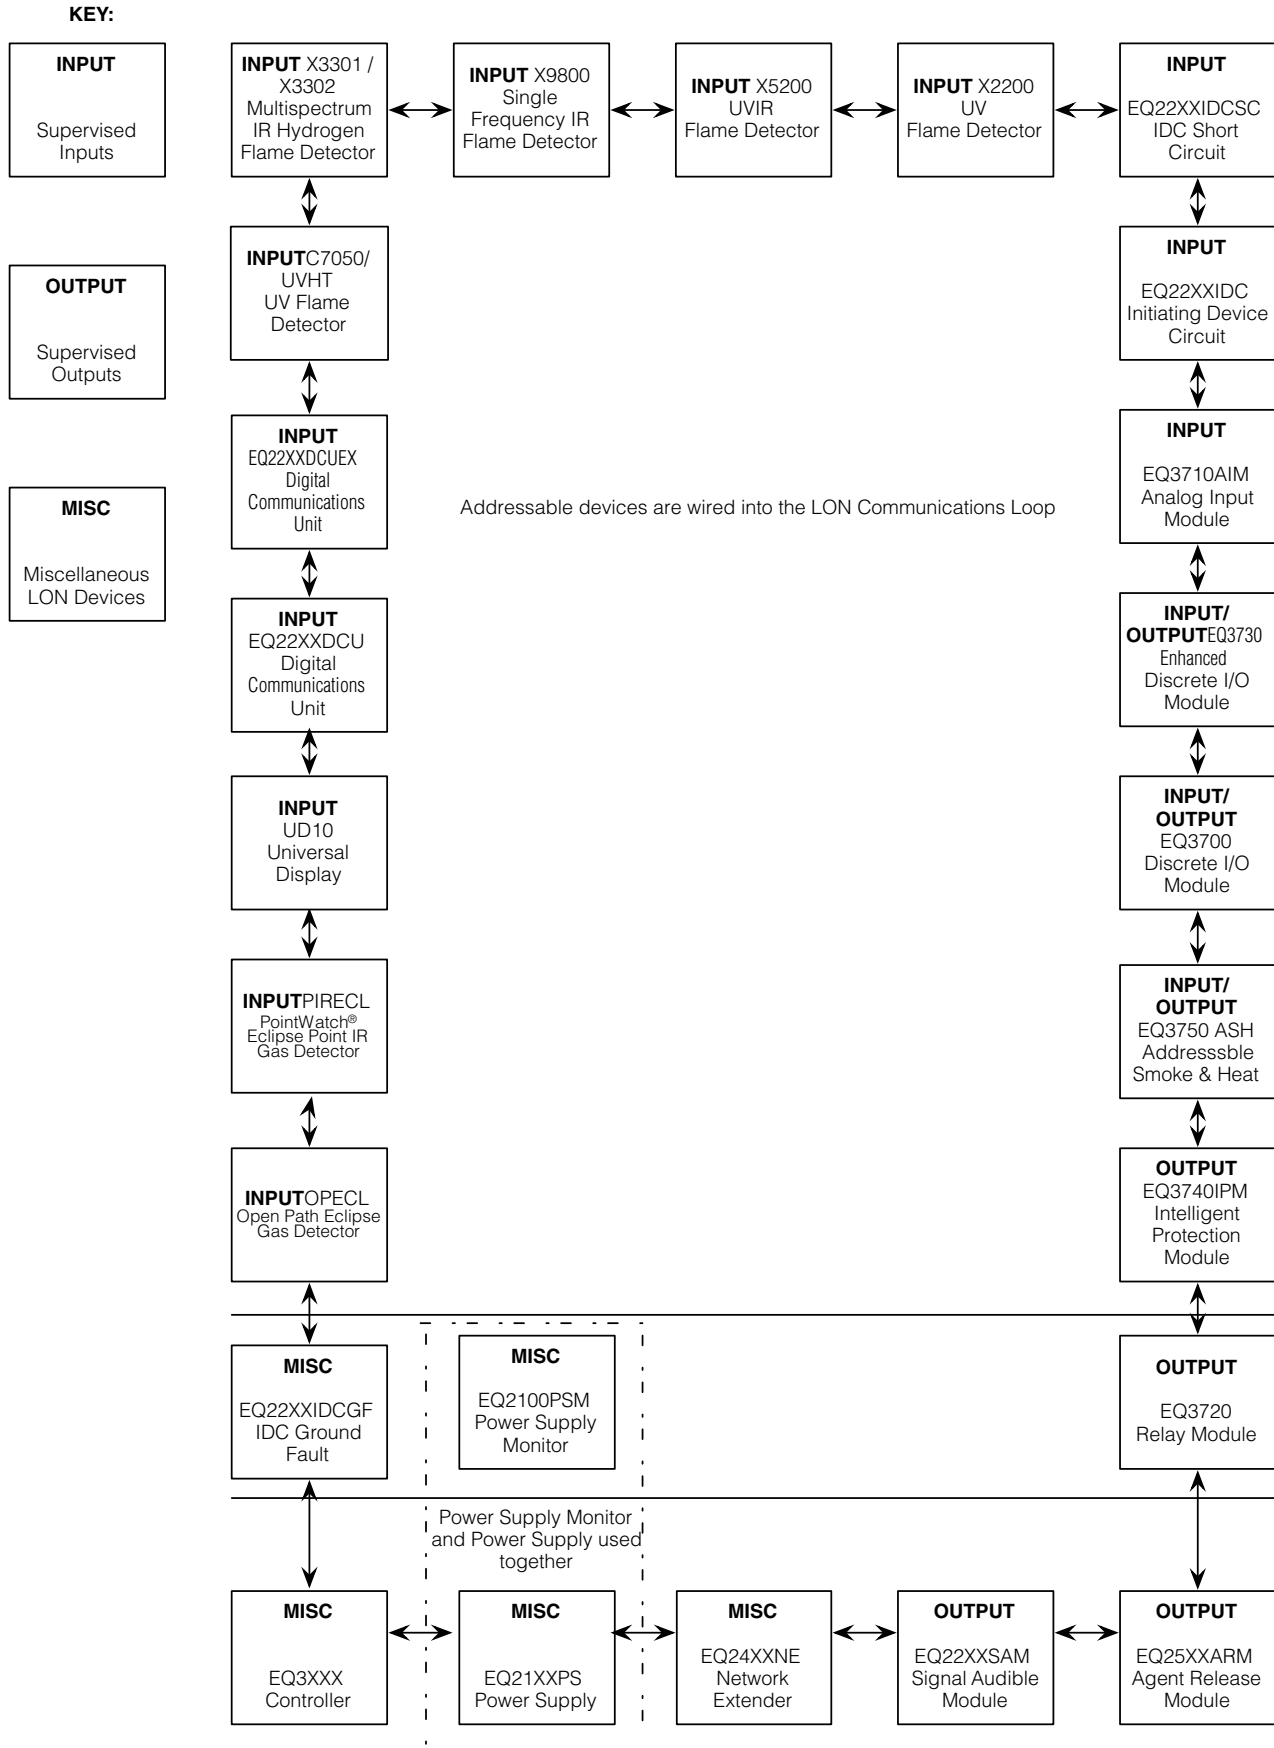 KEY:
INPUT
Supervised
Inputs
OUTPUT
Supervised
Outputs
MISC
Miscellaneous
LON Devices
INPUT X3301 /
X3302
Multispectrum
IR Hydrogen
Flame Detector
INPUT X9800
Single
Frequency IR
Flame Detector
INPUT X5200
UVIR
Flame Detector
INPUT X2200
UV
Flame Detector
INPUT
EQ22XXIDCSC
IDC Short
Circuit
INPUTC7050/
UVHT
UV Flame
Detector
INPUT
EQ22XXIDC
Initiating Device
Circuit
INPUT
EQ22XXDCUEX
Digital
Communications
Unit
Addressable devices are wired into the LON Communications Loop
INPUT
EQ3710AIM
Analog Input
Module
INPUT
EQ22XXDCU
Digital
Communications
Unit
INPUT/
OUTPUTEQ3730
Enhanced
Discrete I/O
Module
INPUT
UD10
Universal
Display
INPUT/
OUTPUT
EQ3700
Discrete I/O
Module
INPUTPIRECL
PointWatch®
Eclipse Point IR
Gas Detector
INPUT/
OUTPUT
EQ3750 ASH
Addresssble
Smoke & Heat
INPUTOPECL
Open Path Eclipse
Gas Detector
OUTPUT
EQ3740IPM
Intelligent
Protection
Module
MISC
EQ22XXIDCGF
IDC Ground
Fault
MISC
EQ2100PSM
Power Supply
Monitor
OUTPUT
EQ3720
Relay Module
Power Supply Monitor
and Power Supply used
together
MISC
EQ3XXX
Controller
MISC
EQ21XXPS
Power Supply
MISC
EQ24XXNE
Network
Extender
OUTPUT
EQ22XXSAM
Signal Audible
Module
OUTPUT
EQ25XXARM
Agent Release
Module